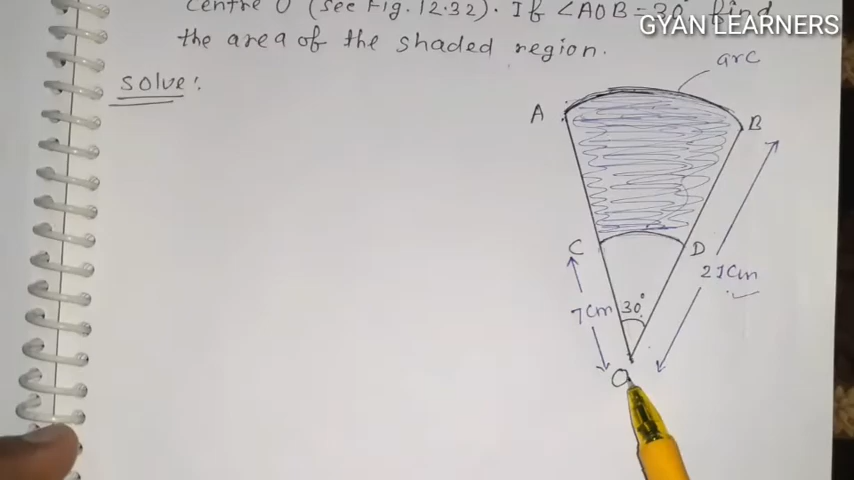 centre O (see Fig. 12.32). If ∠AOB = 30° find
the area of the shaded region.
GYAN LEARNERS
solve:
arc
A
B
C
D
21cm
7cm
30°
O